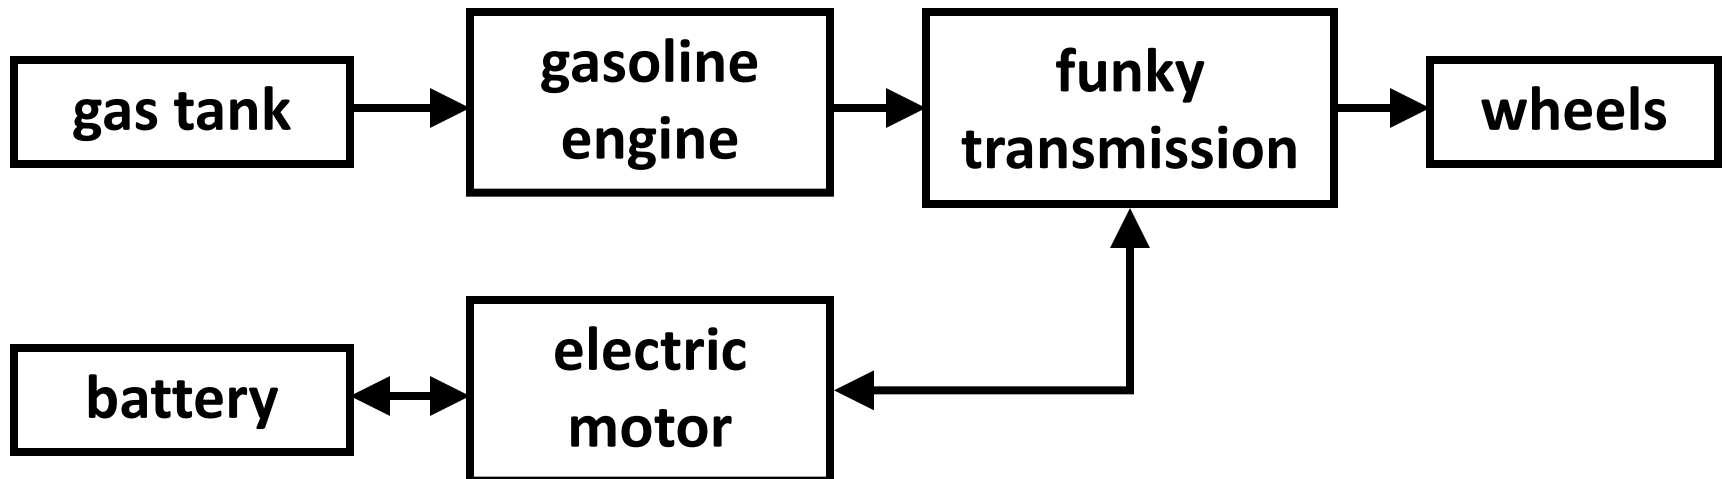 gas tank
gasoline
engine
funky
transmission
wheels
battery
electric
motor